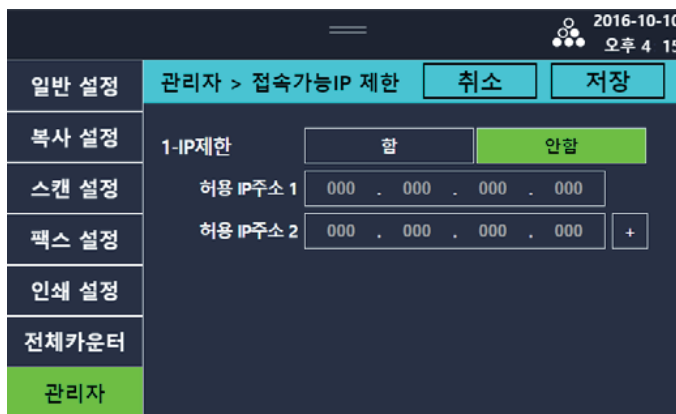 2016-10-10
오후 4 15
일반 설정
관리자 > 접속가능IP 제한
취소
저장
복사 설정
1-IP제한
함
안함
스캔 설정
허용 IP주소 1
000 . 000 . 000 . 000
팩스 설정
허용 IP주소 2
000 . 000 . 000 . 000
+
인쇄 설정
전체카운터
관리자